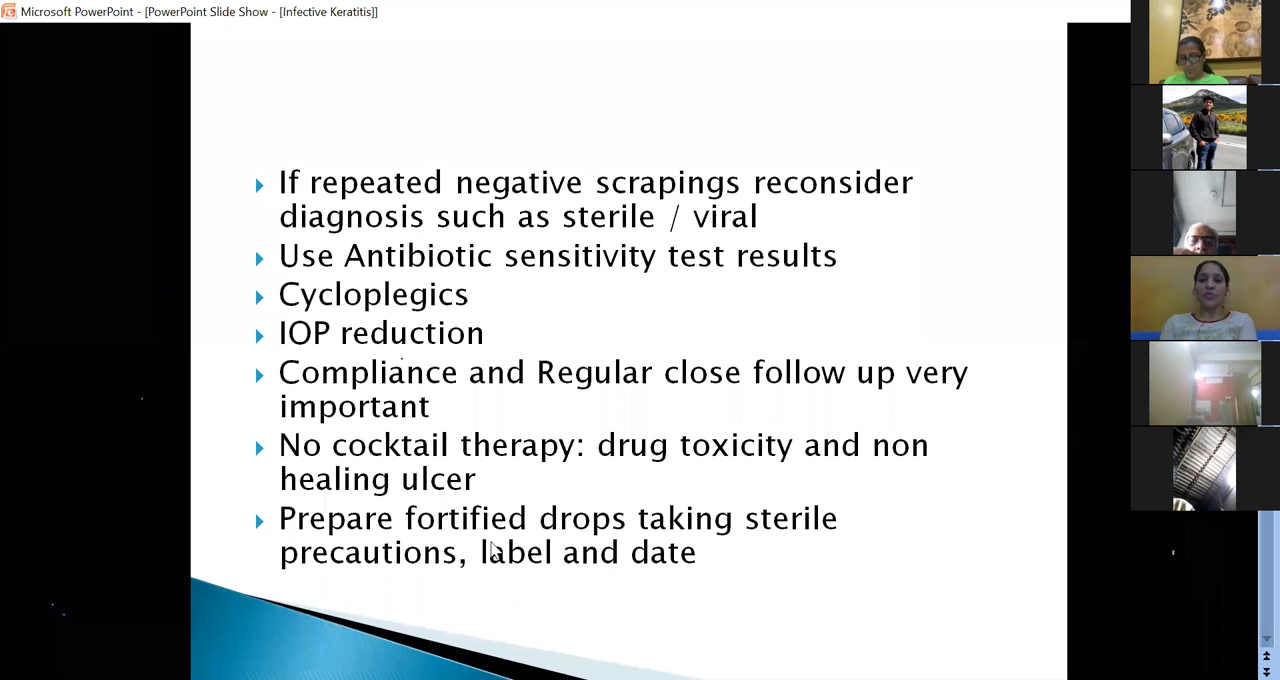 Microsoft PowerPoint - [PowerPoint Slide Show - [Infective Keratitis]]
If repeated negative scrapings reconsider
diagnosis such as sterile / viral
Use Antibiotic sensitivity test results
Cycloplegics
IOP reduction
Compliance and Regular close follow up very
important
No cocktail therapy: drug toxicity and non
healing ulcer
Prepare fortified drops taking sterile
precautions, label and date